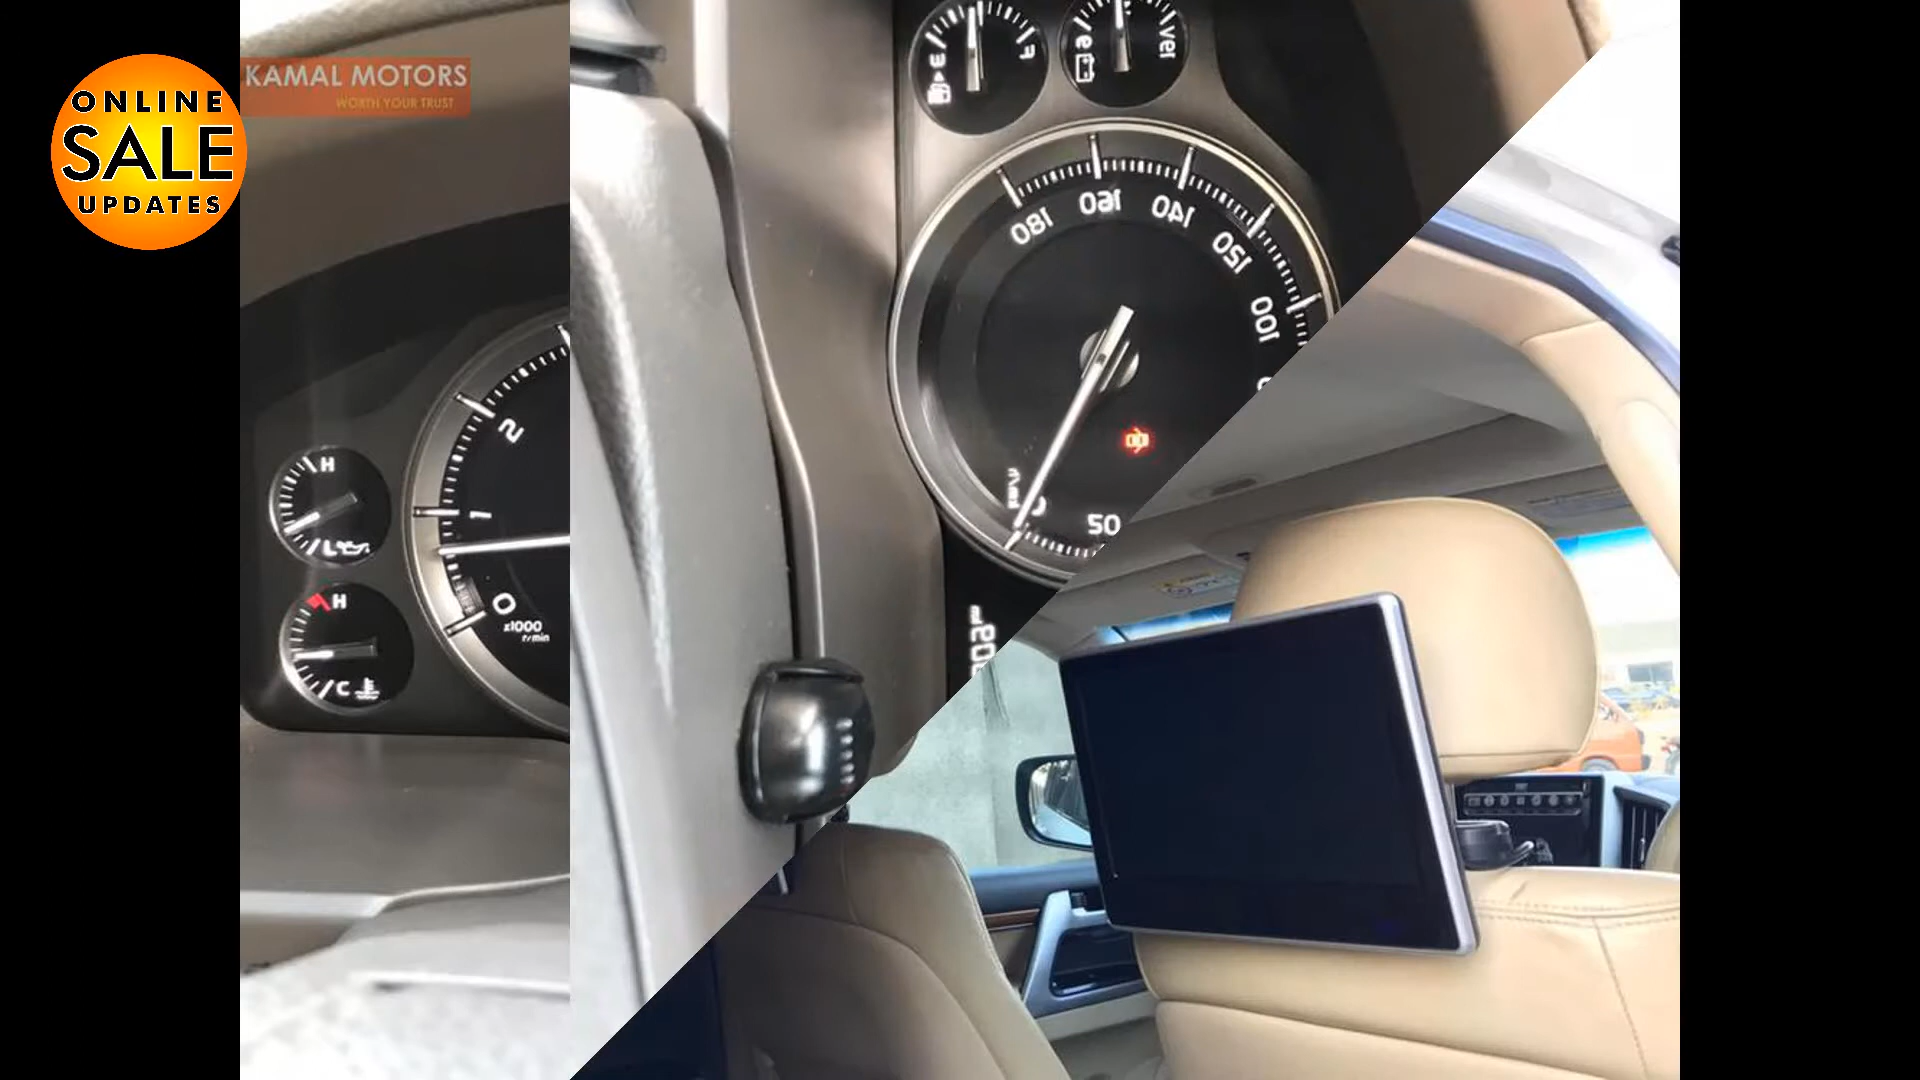 ONLINE
SALE
UPDATES
KAMAL MOTORS
WORTH YOUR TRUST
E
F
180
160
140
120
100
50
H
L
H
C
2
1
0
x1000
r/min